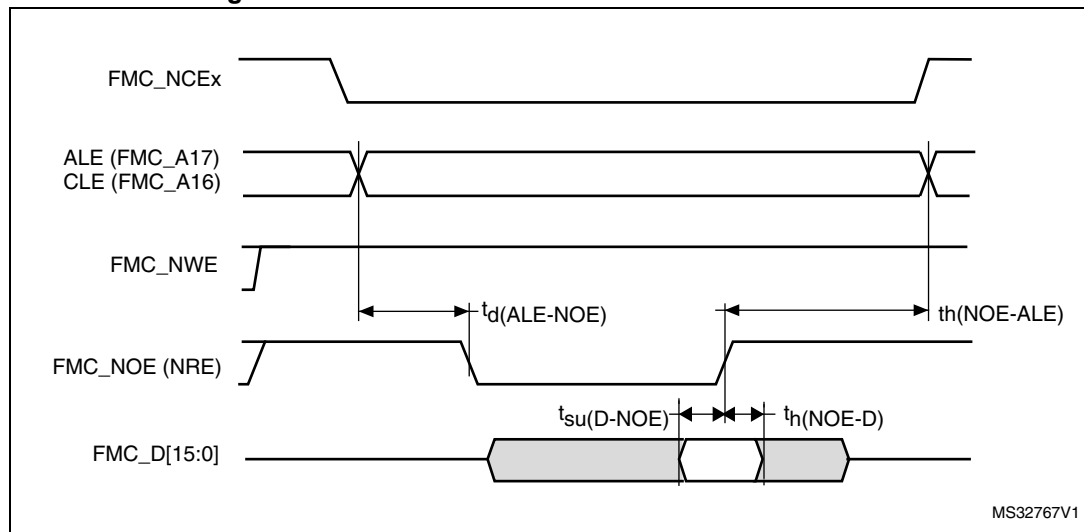 FMC_NCEx
ALE (FMC_A17)
CLE (FMC_A16)
FMC_NWE
td(ALE-NOE)
th(NOE-ALE)
FMC_NOE (NRE)
tsu(D-NOE)
th(NOE-D)
FMC_D[15:0]
MS32767V1